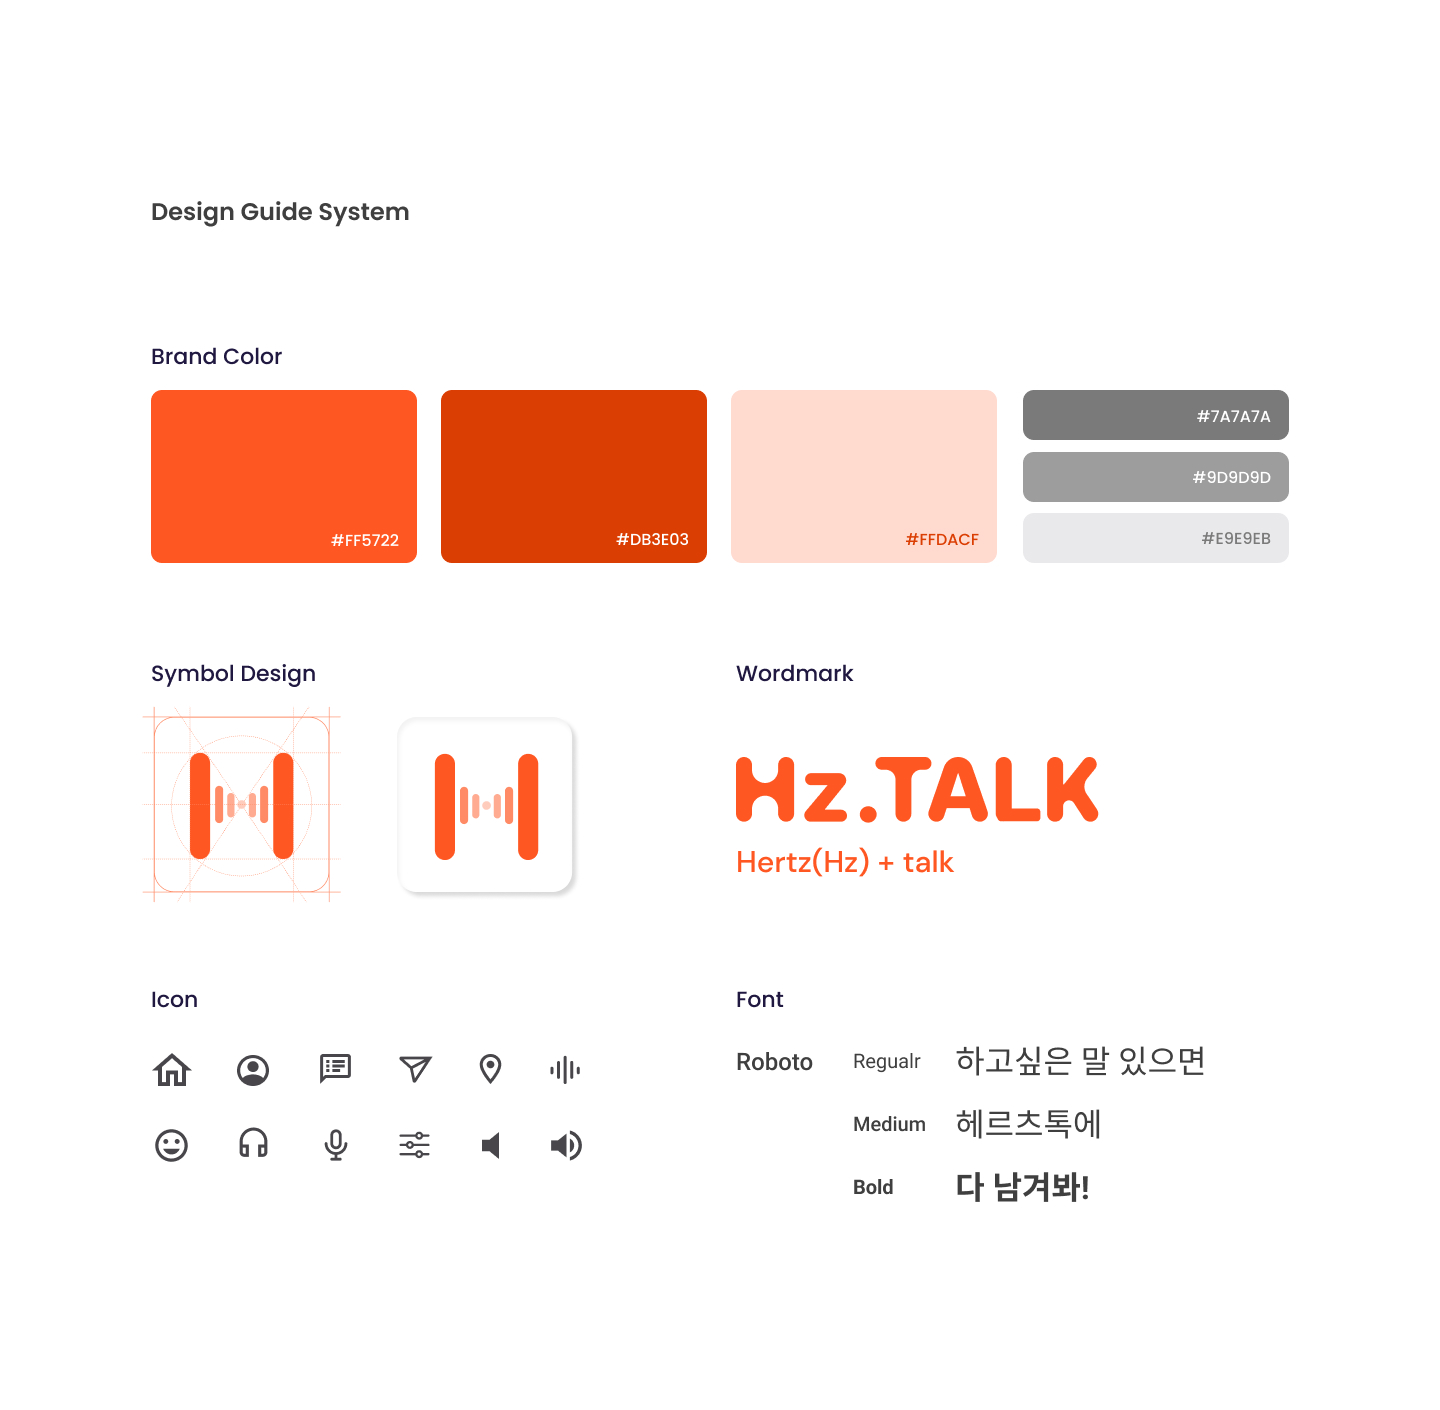 Design Guide System
Brand Color
#FF5722
#DB3E03
#FFDACF
#7A7A7A
#9D9D9D
#E9E9EB
Symbol Design
Wordmark
Hz.TALK
Hertz(Hz) + talk
Icon
Font
Roboto
Regualr
하고싶은 말 있으면
Medium
헤르츠톡에
Bold
다 남겨봐!